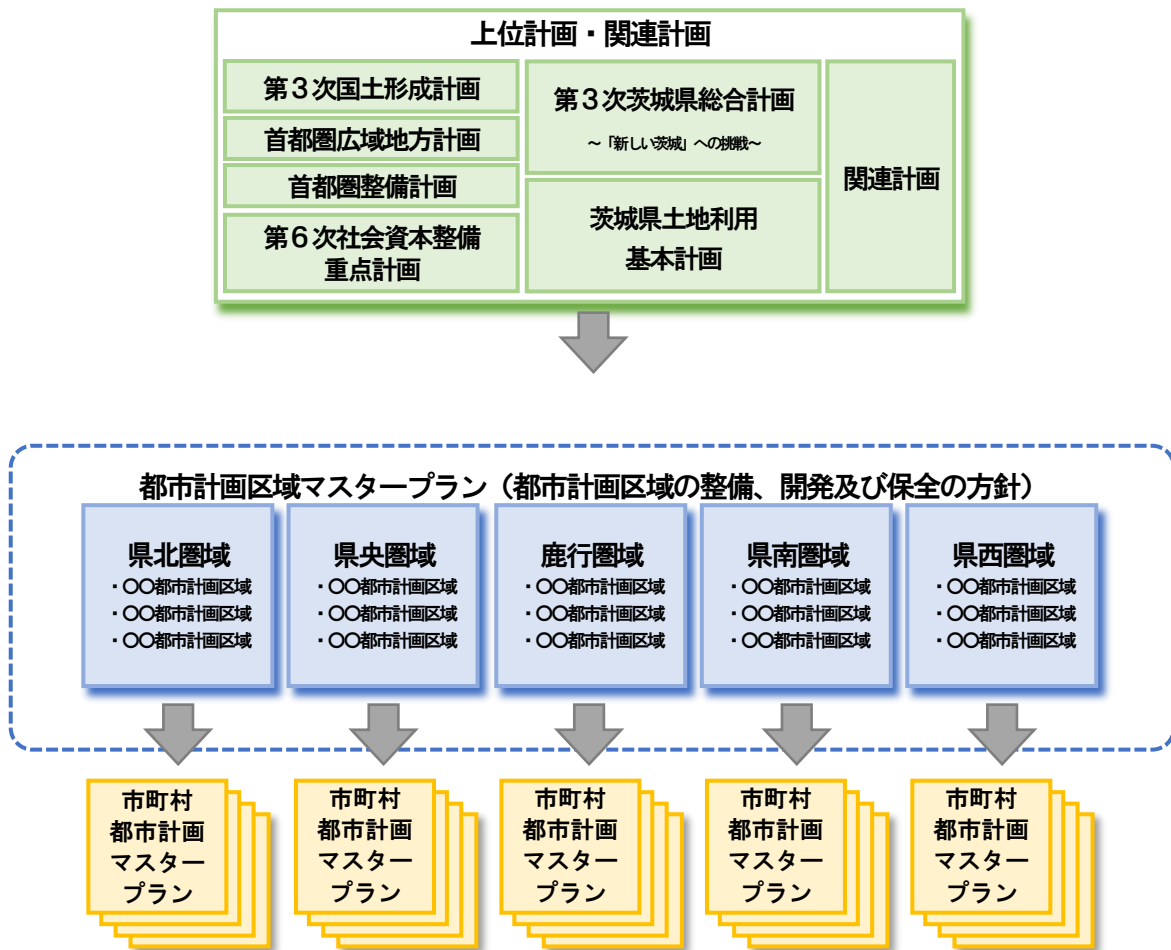 上位計画・関連計画
第３次国土形成計画
首都圏広域地方計画
首都圏整備計画
第６次社会資本整備
重点計画
第３次茨城県総合計画
～「新しい茨城」への挑戦～
茨城県土地利用
基本計画
関連計画
都市計画区域マスタープラン（都市計画区域の整備、開発及び保全の方針）
県北圏域
・〇〇都市計画区域
・〇〇都市計画区域
・〇〇都市計画区域
県央圏域
・〇〇都市計画区域
・〇〇都市計画区域
・〇〇都市計画区域
鹿行圏域
・〇〇都市計画区域
・〇〇都市計画区域
・〇〇都市計画区域
県南圏域
・〇〇都市計画区域
・〇〇都市計画区域
・〇〇都市計画区域
県西圏域
・〇〇都市計画区域
・〇〇都市計画区域
・〇〇都市計画区域
市町村
都市計画
マスター
プラン
市町村
都市計画
マスター
プラン
市町村
都市計画
マスター
プラン
市町村
都市計画
マスター
プラン
市町村
都市計画
マスター
プラン